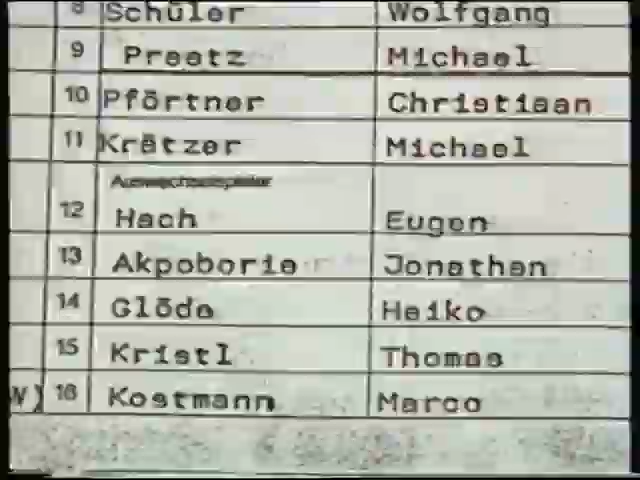 8 Schüler Wolfgang
9 Preetz Michael
10 Pförtner Christiaan
11 Krätzer Michael
Auswechselspieler
12 Hach Eugen
13 Akpoborie Jonathan
14 Glöde Heiko
15 Kristl Thomas
W) 16 Kostmann Marco